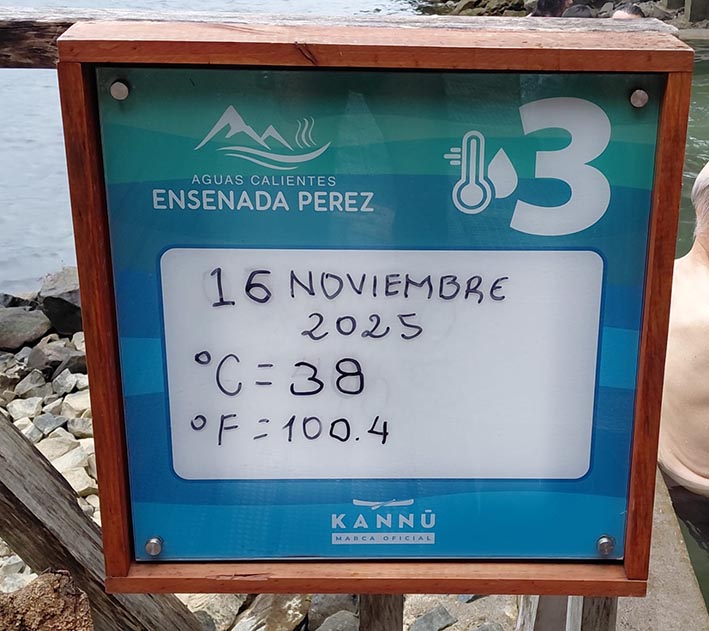 AGUAS CALIENTES
ENSENADA PEREZ
3
16 NOVIEMBRE
2025
°C = 38
°F = 100.4
KANNŪ
MARCA OFICIAL